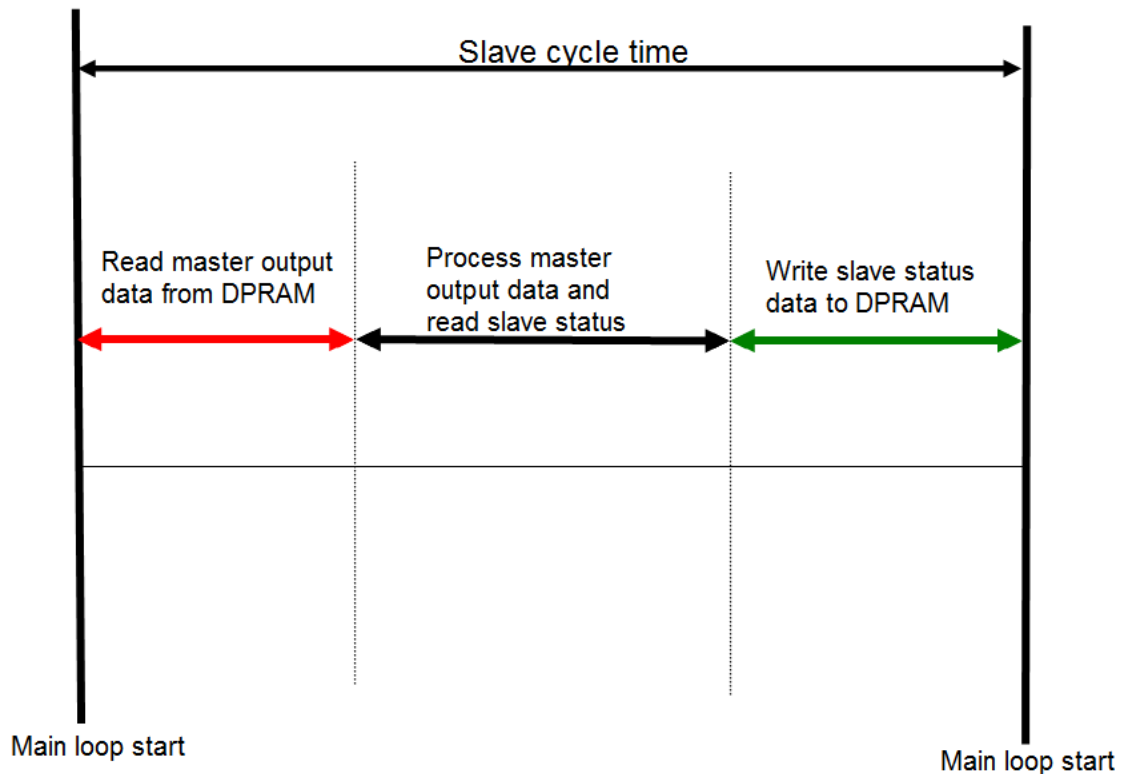 Slave cycle time
Read master output
data from DPRAM
Process master
output data and
read slave status
Write slave status
data to DPRAM
Main loop start
Main loop start